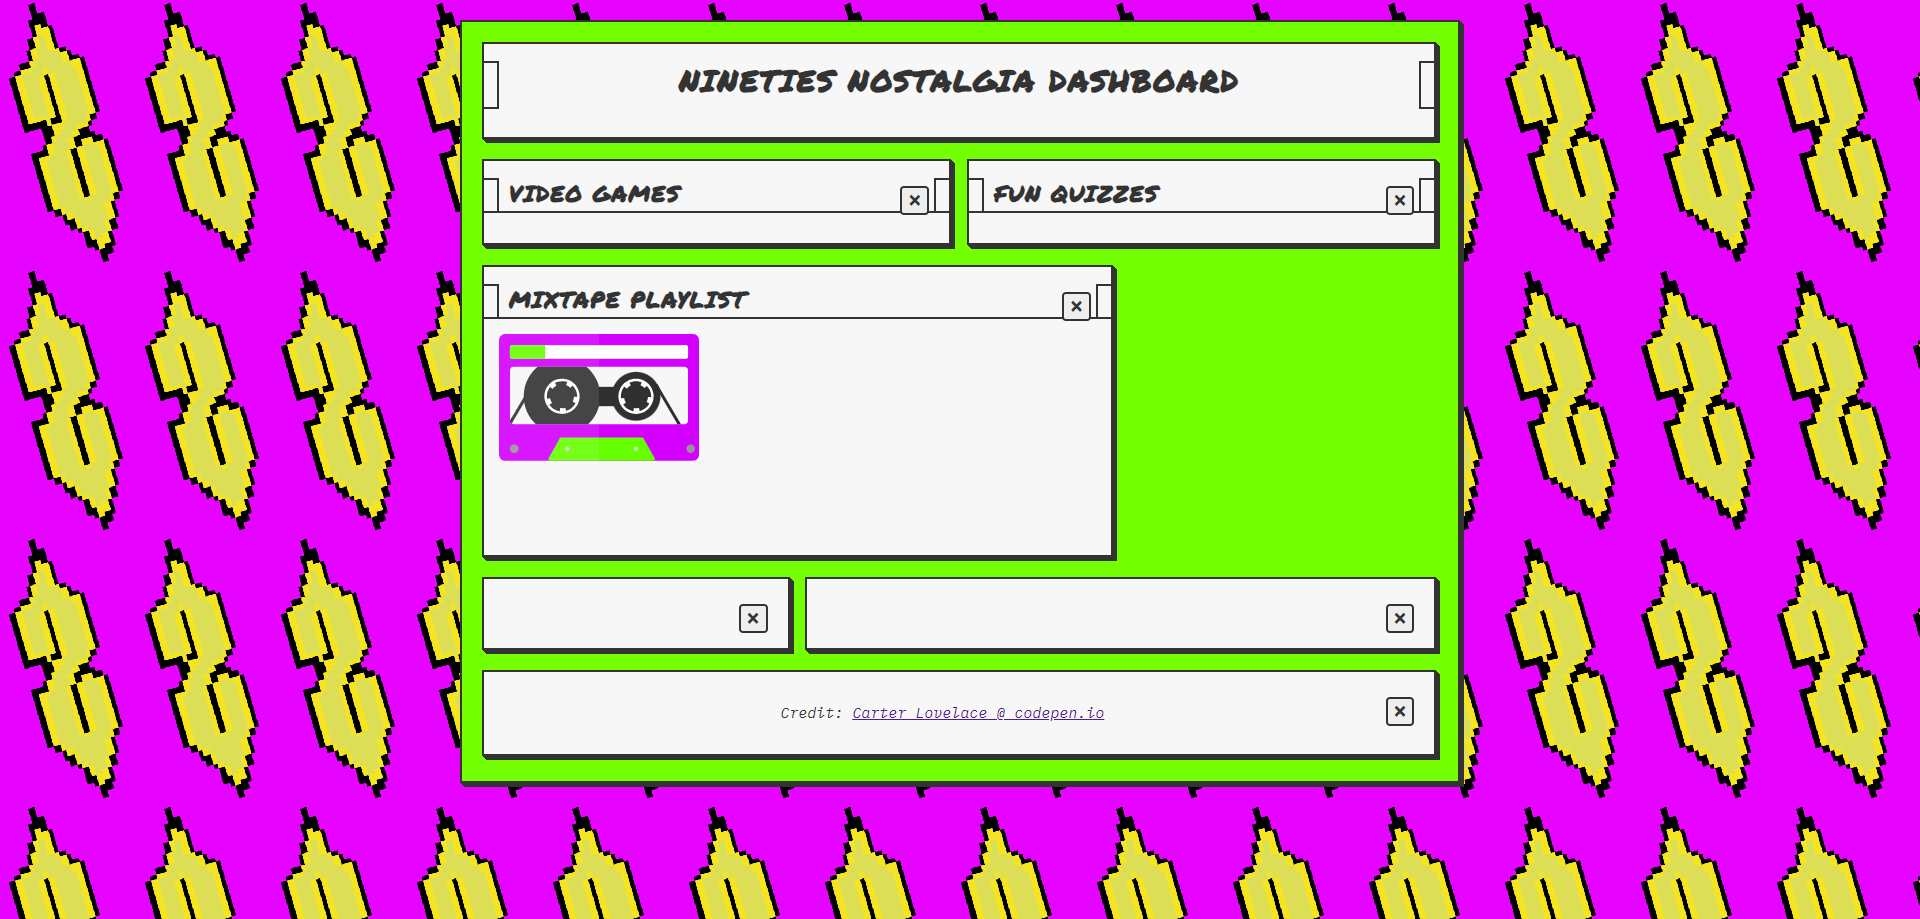 NINETIES NOSTALGIA DASHBOARD
VIDEO GAMES
×
FUN QUIZZES
×
MIXTAPE PLAYLIST
×
×
×
Credit: Carter Lovelace @ codepen.io
×